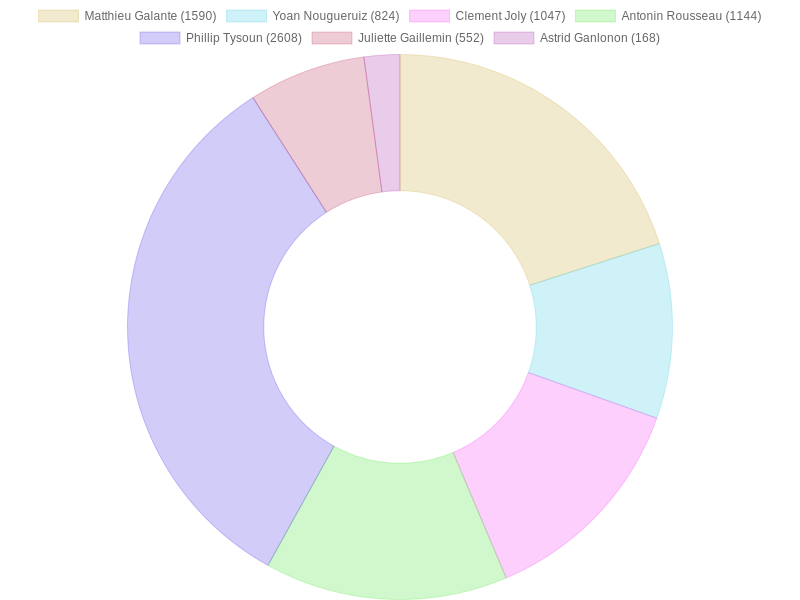 Matthieu Galante (1590) Yoan Nougueruiz (824) Clement Joly (1047) Antonin Rousseau (1144)
Phillip Tysoun (2608) Juliette Gaillemin (552) Astrid Ganlonon (168)